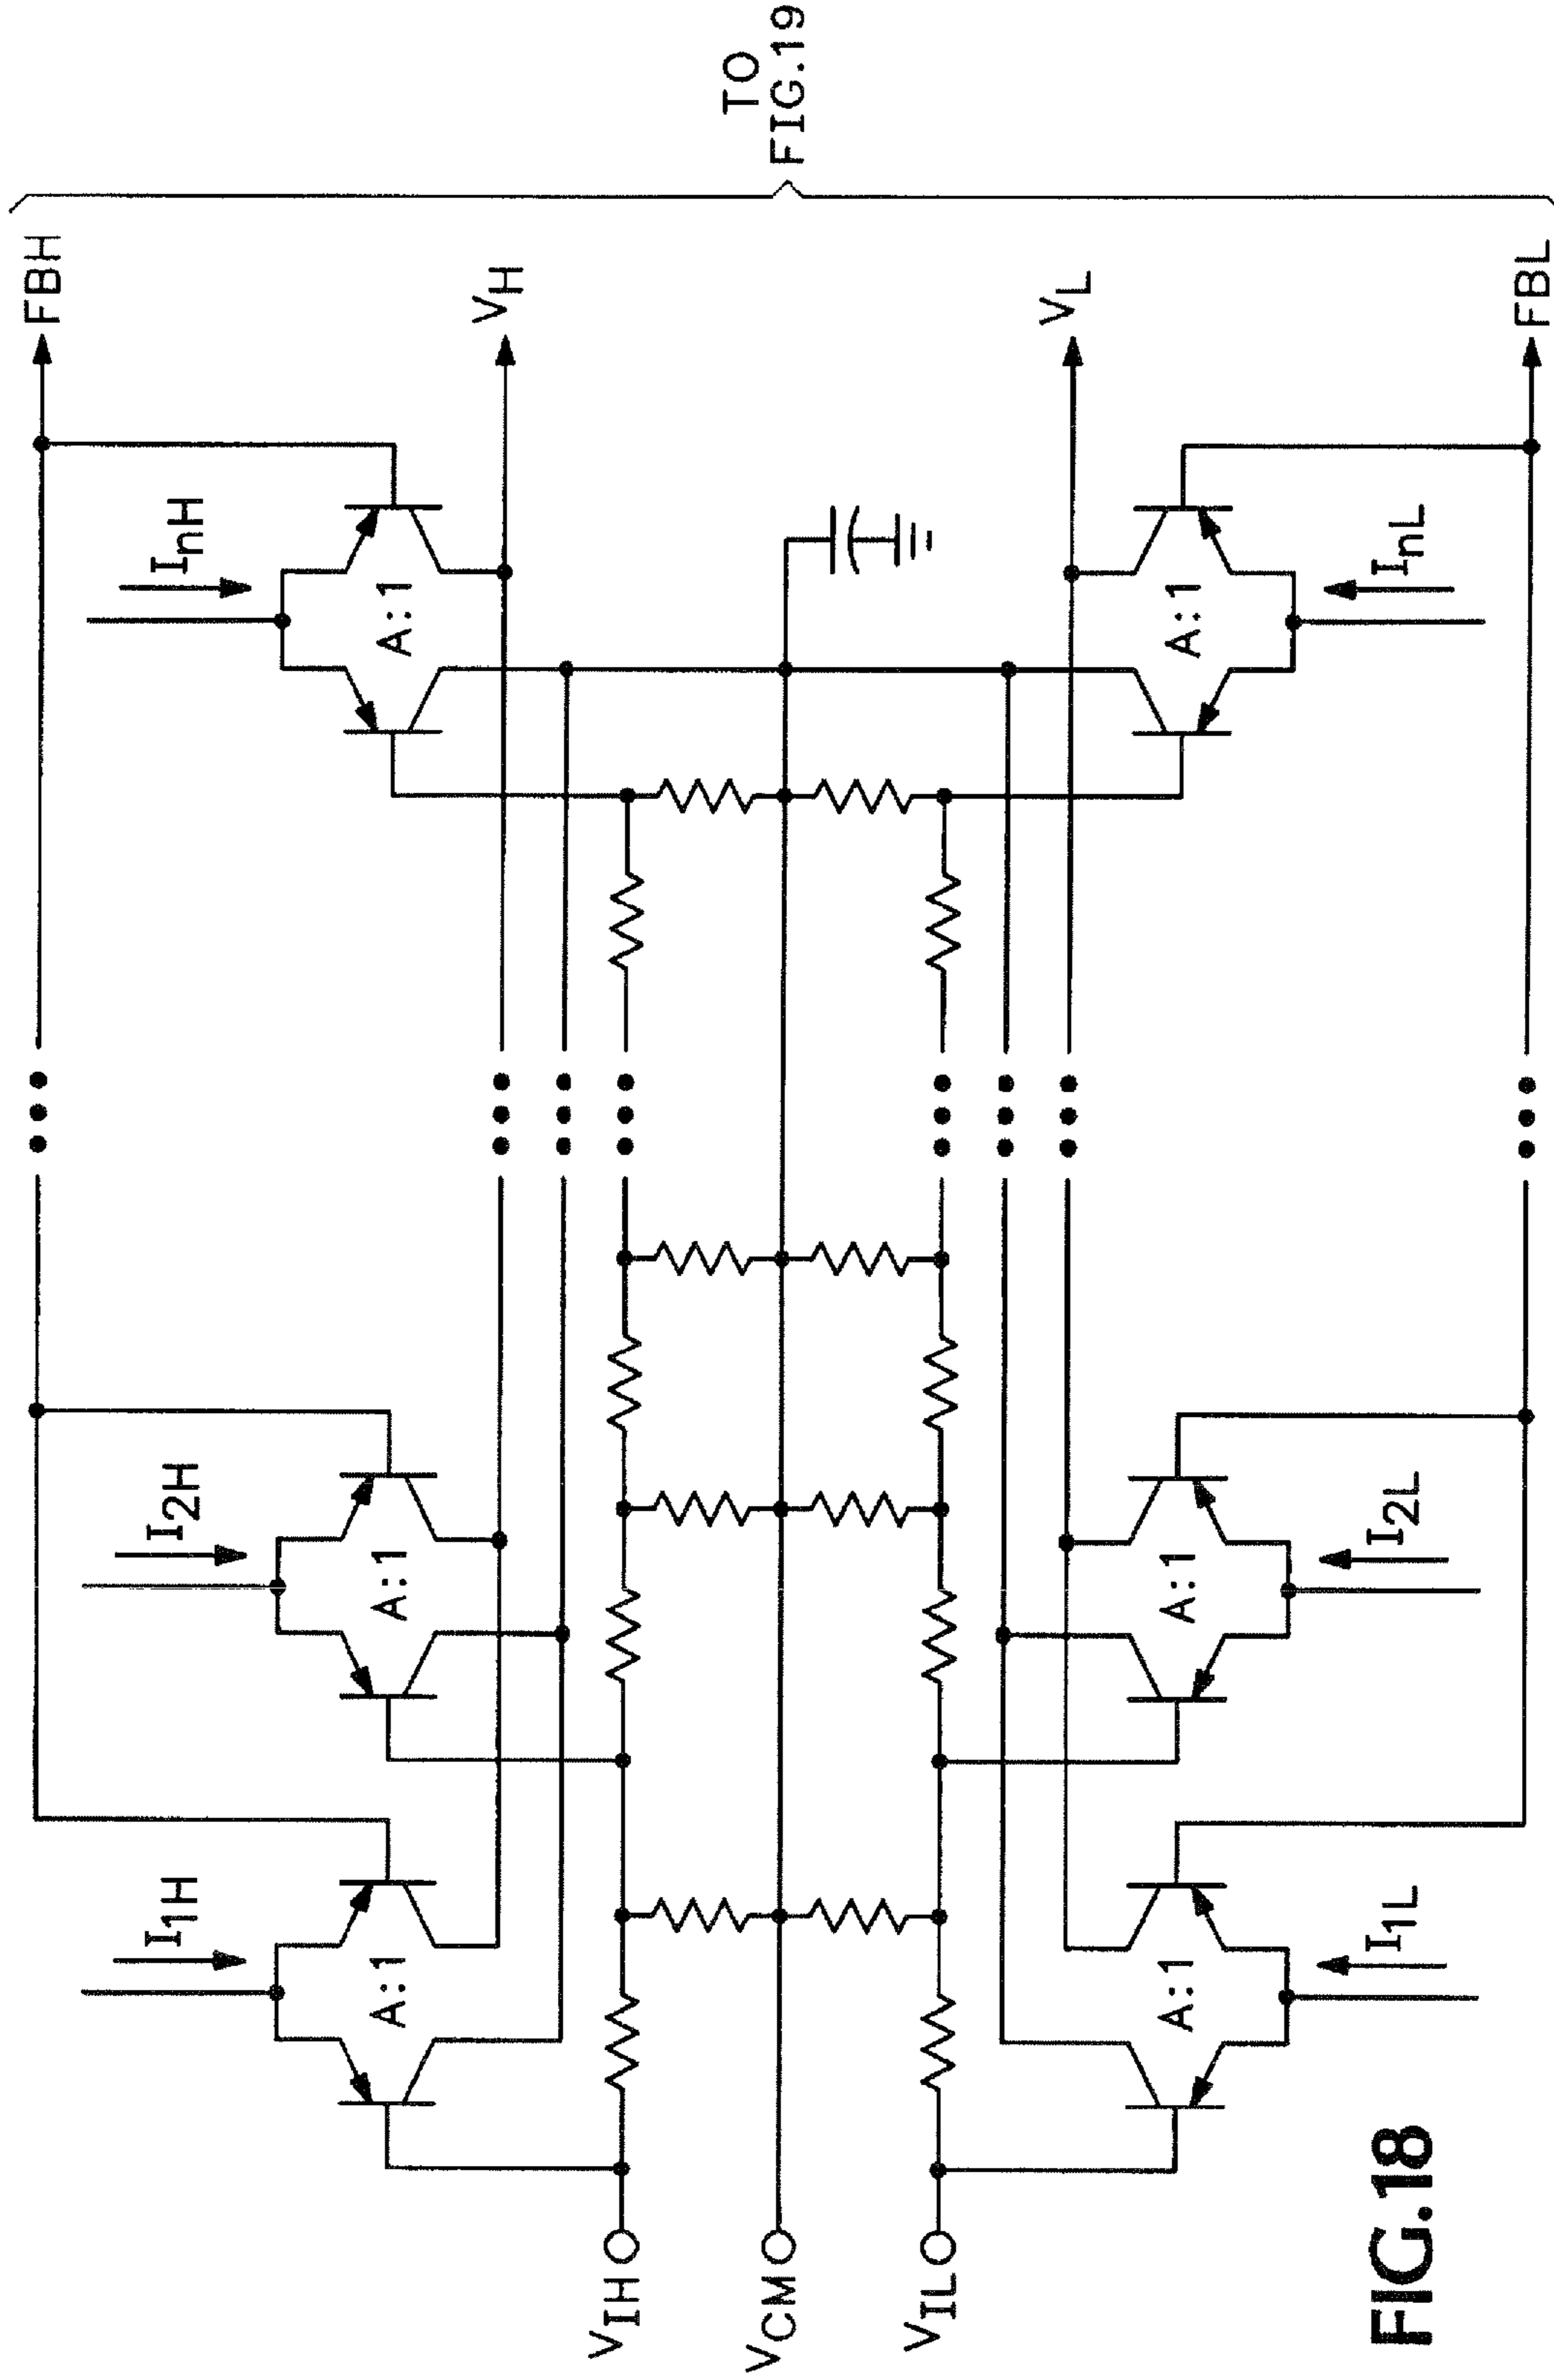 FBH
I1H
I2H
InH
A:1
A:1
A:1
VH
TO
FIG.19
VIH
VCM
VIL
VL
A:1
A:1
A:1
I1L
I2L
InL
FBL
FIG.18